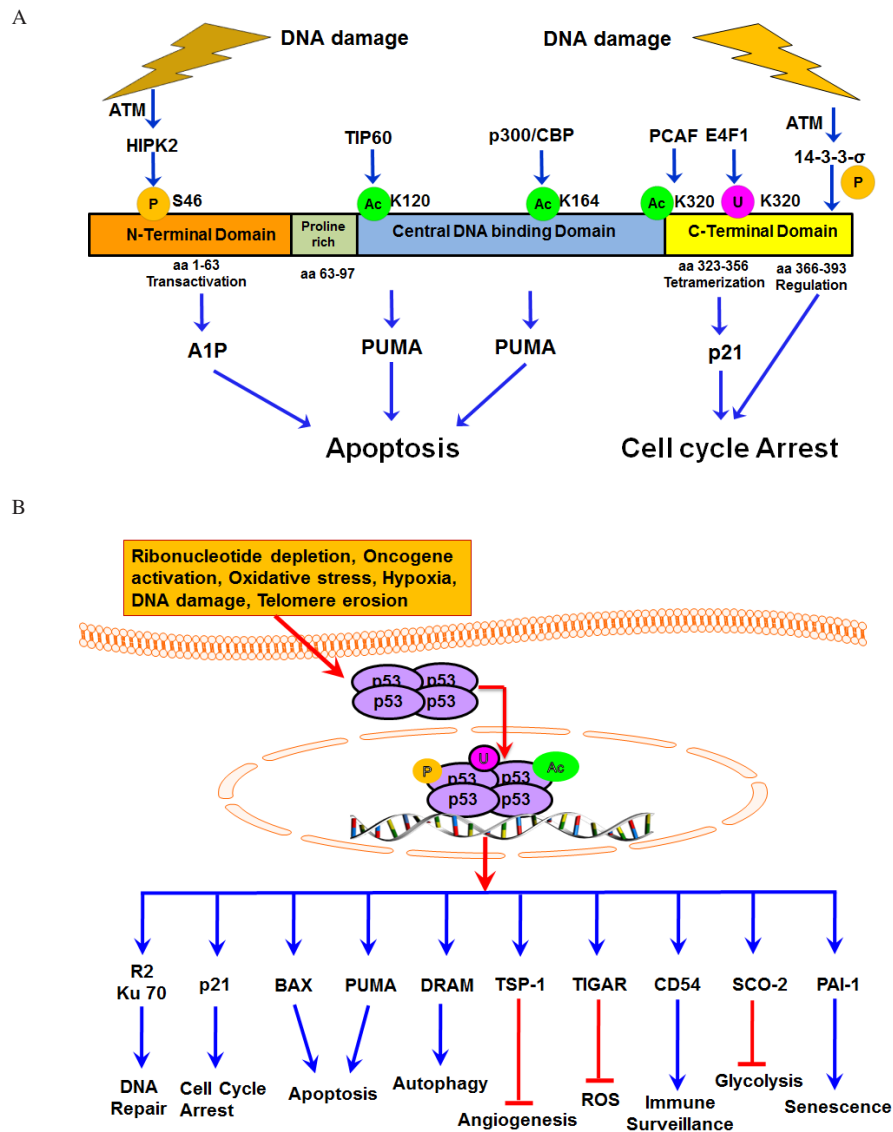 A
DNA damage
DNA damage
ATM
HIPK2
TIP60
p300/CBP
PCAF
E4F1
ATM
14-3-3-σ
P
S46
Ac
K120
Ac
K164
Ac
K320
U
K320
P
N-Terminal Domain
Proline
rich
Central DNA binding Domain
C-Terminal Domain
aa 1-63
Transactivation
aa 63-97
aa 323-356
Tetramerization
aa 366-393
Regulation
A1P
PUMA
PUMA
p21
Apoptosis
Cell cycle Arrest
B
Ribonucleotide depletion, Oncogene
activation, Oxidative stress, Hypoxia,
DNA damage, Telomere erosion
p53
p53
p53
p53
P
U
Ac
p53
p53
p53
p53
R2
Ku 70
p21
BAX
PUMA
DRAM
TSP-1
TIGAR
CD54
SCO-2
PAI-1
DNA
Repair
Cell Cycle
Arrest
Apoptosis
Autophagy
Angiogenesis
ROS
Immune
Surveillance
Glycolysis
Senescence